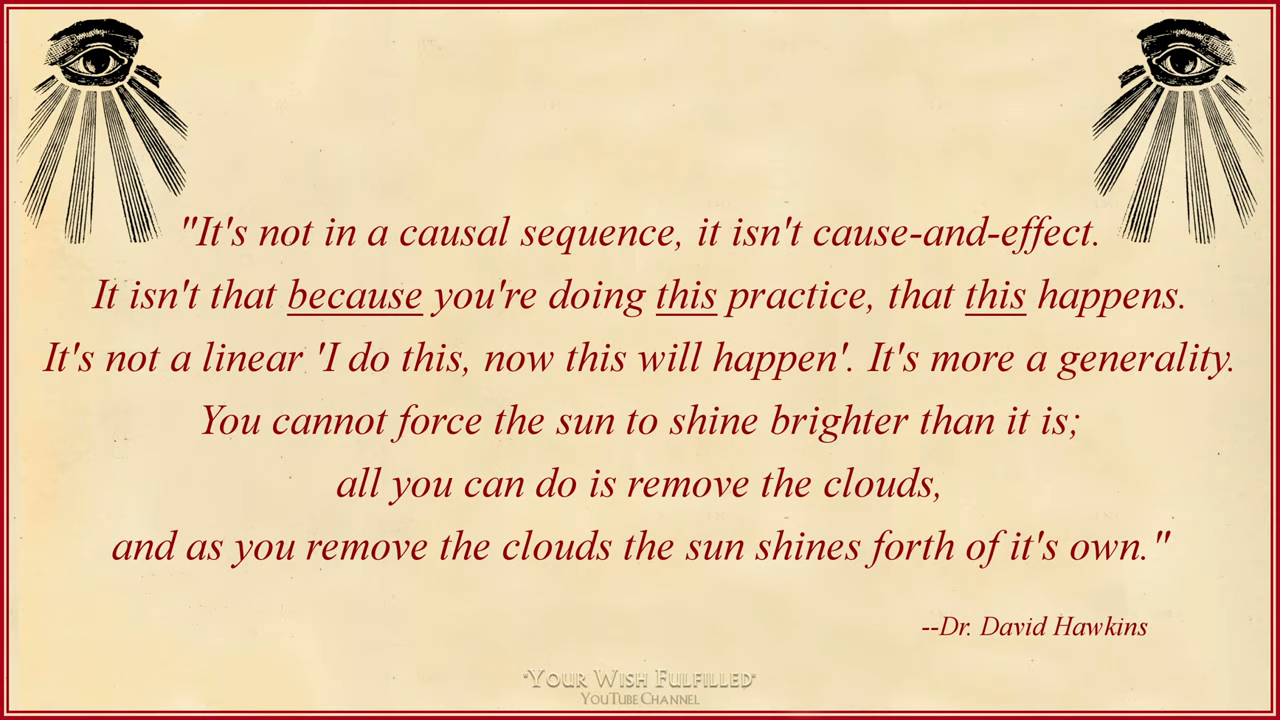 "It's not in a causal sequence, it isn't cause-and-effect.
It isn't that because you're doing this practice, that this happens.
It's not a linear 'I do this, now this will happen'. It's more a generality.
You cannot force the sun to shine brighter than it is;
all you can do is remove the clouds,
and as you remove the clouds the sun shines forth of it's own."
--Dr. David Hawkins
"Your Wish Fulfilled"
YouTube Channel